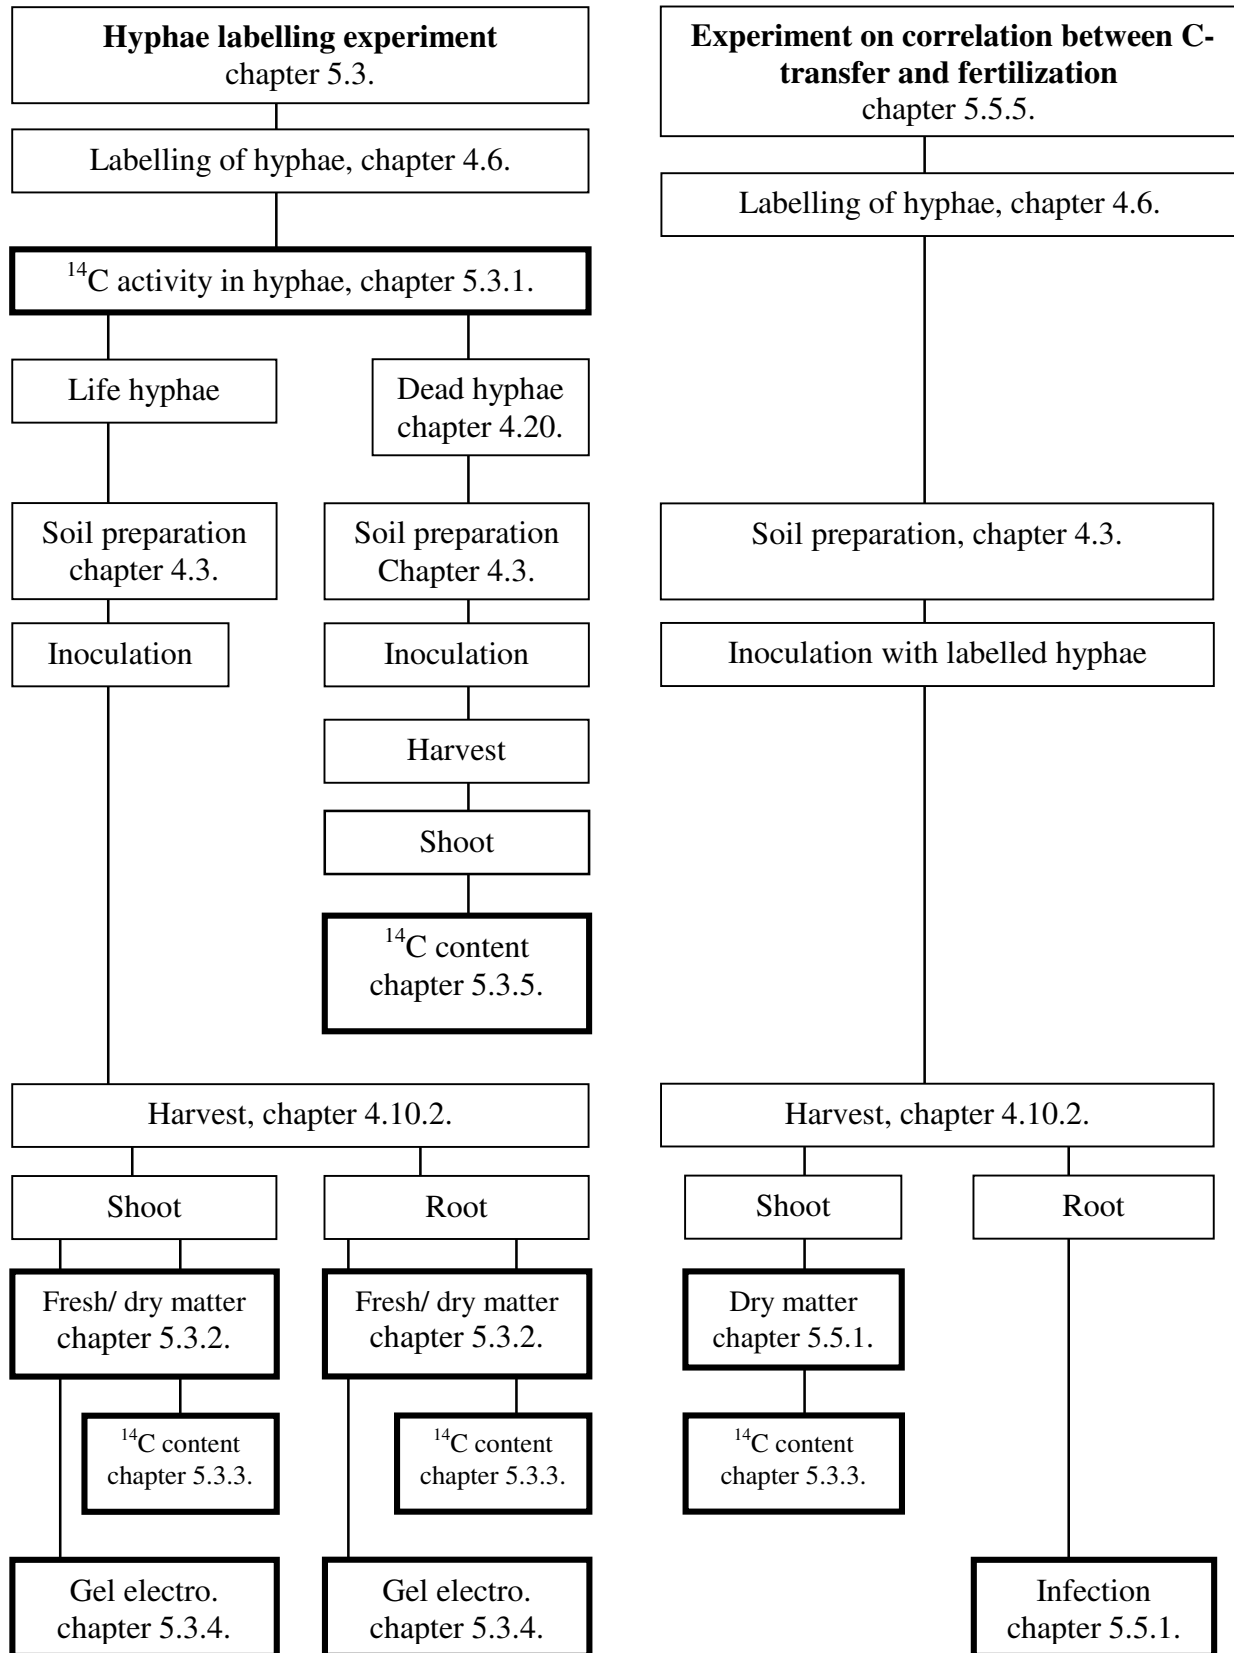 Hyphae labelling experiment
chapter 5.3.
Labelling of hyphae, chapter 4.6.
14C activity in hyphae, chapter 5.3.1.
Life hyphae
Dead hyphae
chapter 4.20.
Soil preparation
chapter 4.3.
Soil preparation
Chapter 4.3.
Inoculation
Inoculation
Harvest
Shoot
14C content
chapter 5.3.5.
Harvest, chapter 4.10.2.
Shoot
Root
Fresh/ dry matter
chapter 5.3.2.
Fresh/ dry matter
chapter 5.3.2.
14C content
chapter 5.3.3.
14C content
chapter 5.3.3.
Gel electro.
chapter 5.3.4.
Gel electro.
chapter 5.3.4.
Experiment on correlation between C-
transfer and fertilization
chapter 5.5.5.
Labelling of hyphae, chapter 4.6.
Soil preparation, chapter 4.3.
Inoculation with labelled hyphae
Harvest, chapter 4.10.2.
Shoot
Root
Dry matter
chapter 5.5.1.
14C content
chapter 5.3.3.
Infection
chapter 5.5.1.